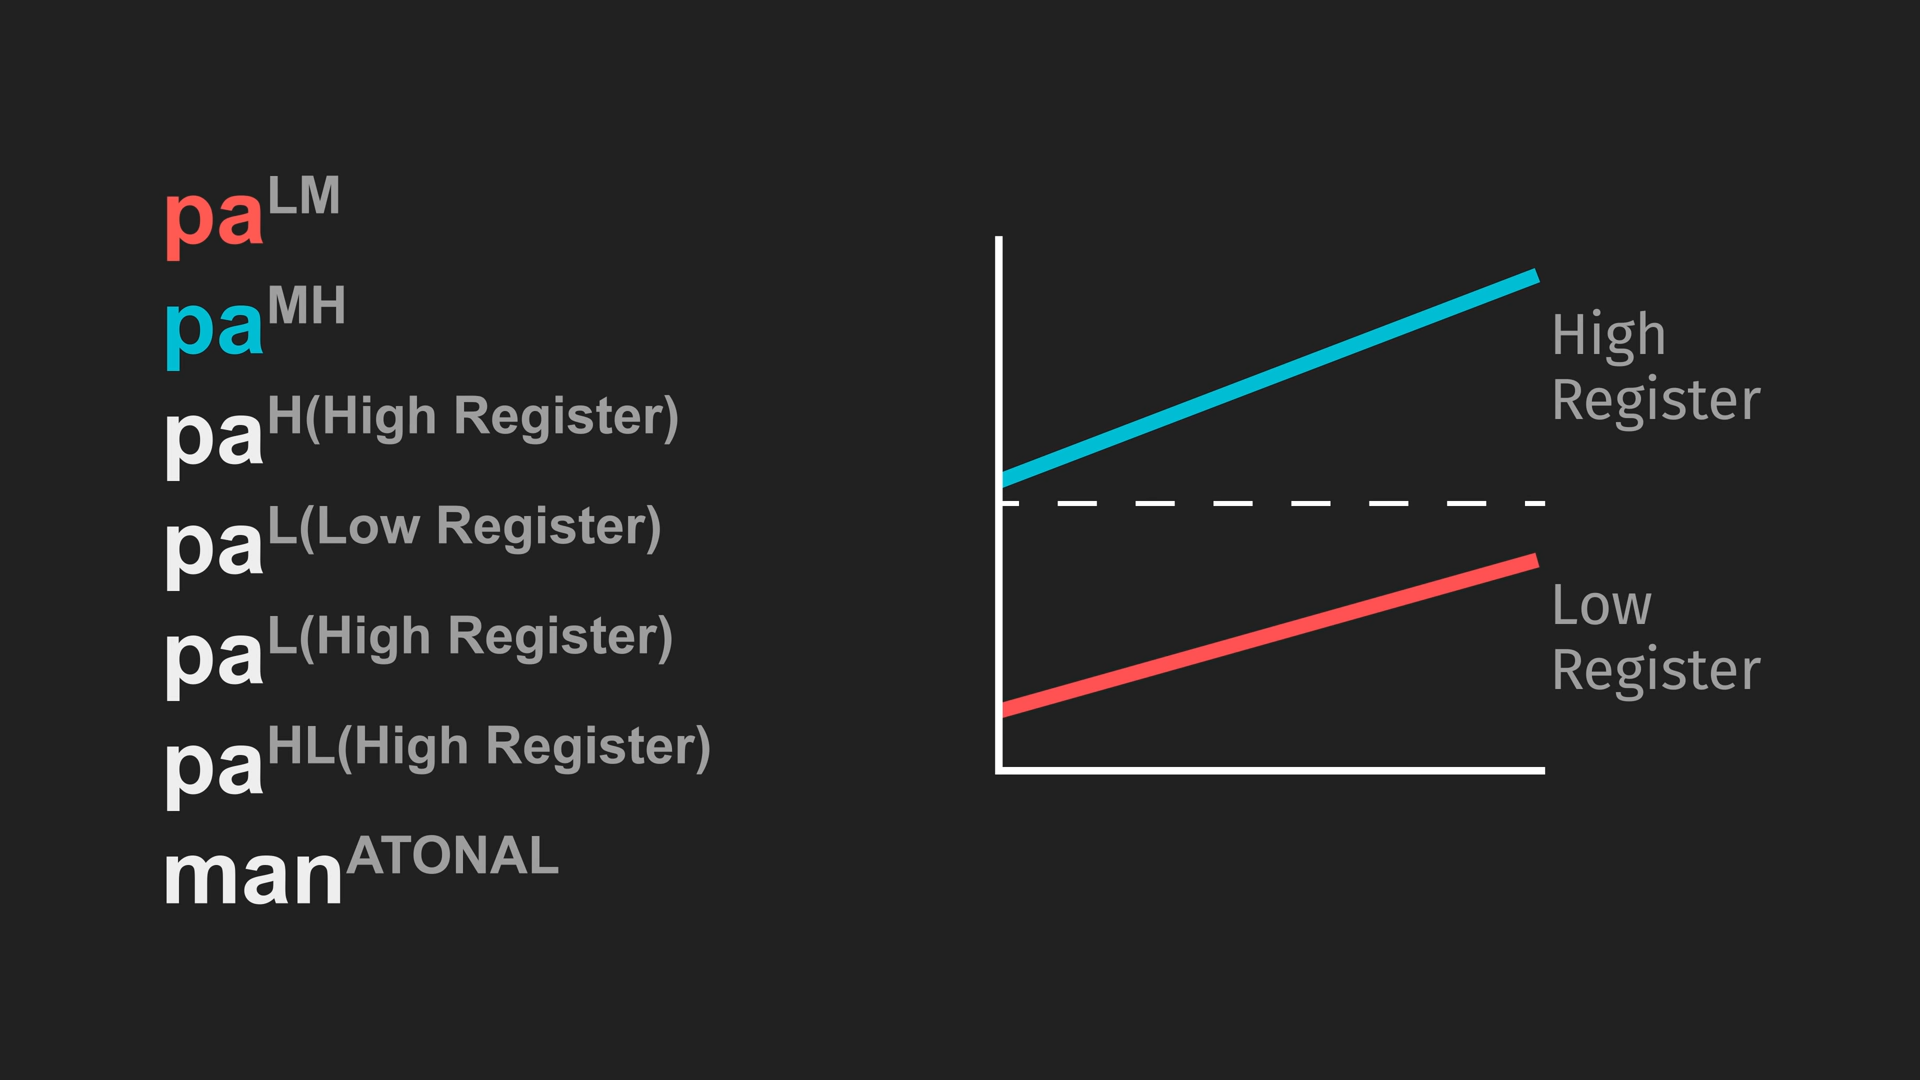 paLM
paMH
paH(High Register)
paL(Low Register)
paL(High Register)
paHL(High Register)
manATONAL
High
Register
Low
Register